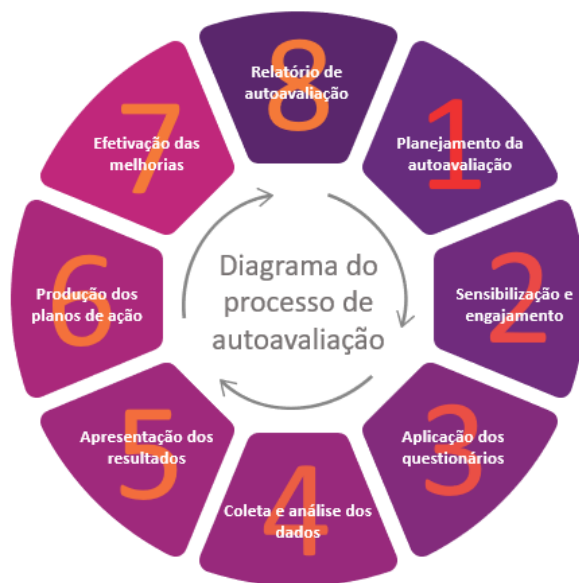 8
Relatório de
autoavaliação
1
Planejamento da
autoavaliação
2
Sensibilização e
engajamento
3
Aplicação dos
questionários
4
Coleta e análise dos
dados
5
Apresentação dos
resultados
6
Produção dos
planos de ação
7
Efetivação das
melhorias
Diagrama do
processo de
autoavaliação